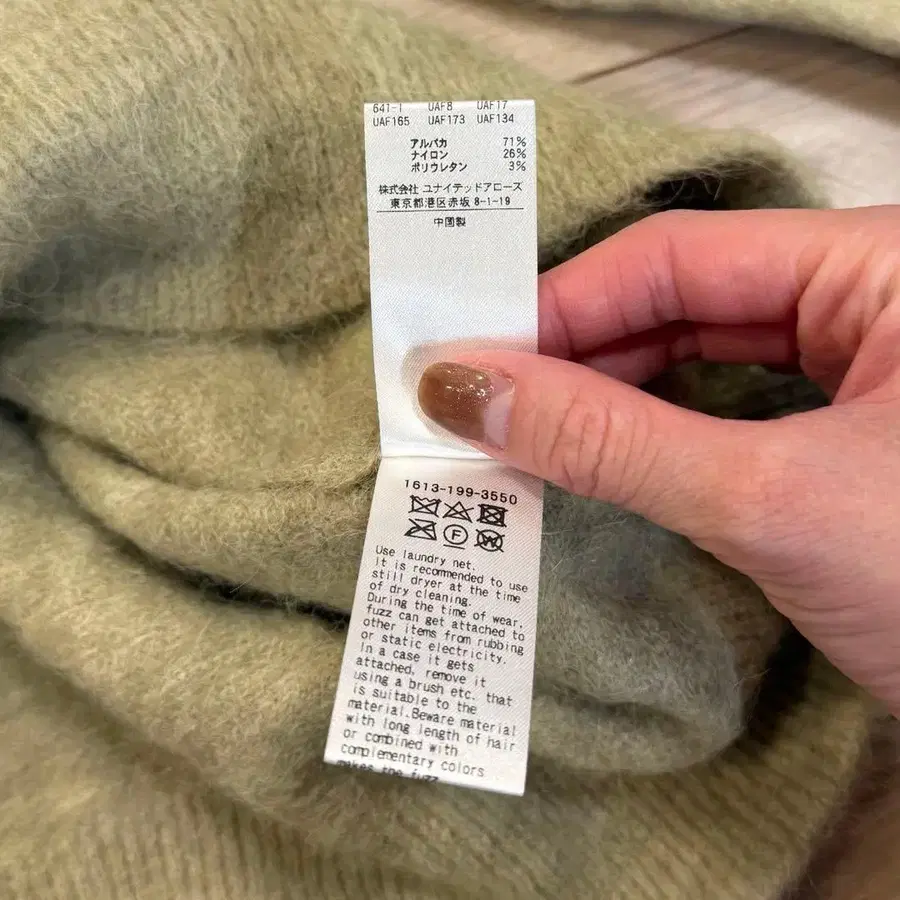 641-1 UAF8 UAF17
UAF165 UAF173 UAF134
アルパカ 71%
ナイロン 26%
ポリウレタン 3%
株式会社 ユナイテッドアローズ
東京都港区赤坂 8-1-19
中国製
1613-199-3550
F
W
Use laundry net.
It is recommended to use
still dryer at the time
of dry cleaning.
During the time of wear,
fuzz can get attached to
other items from rubbing
or static electricity.
In a case it gets
attached, remove it
using a brush etc. that
is suitable to the
material.Beware material
with long length of hair
or combined with
complementary colors
makes the fuzz